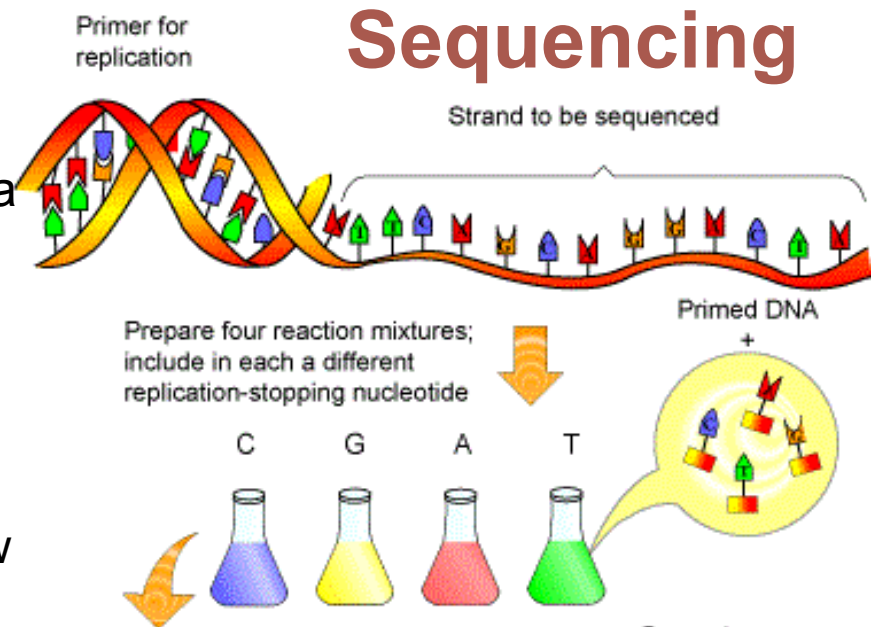 Primer for
replication
Sequencing
Strand to be sequenced
a
T T C G C G G C T
Primed DNA
+
Prepare four reaction mixtures;
include in each a different
replication-stopping nucleotide
C G A T
C G T
w